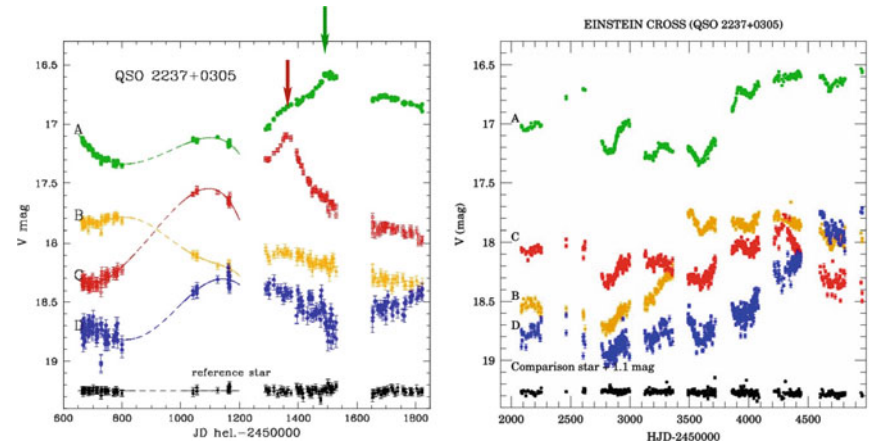 QSO 2237+0305
A
B
C
D
reference star
16.5
17
17.5
18
18.5
19
V mag
600
800
1000
1200
1400
1600
1800
JD hel.-2450000
EINSTEIN CROSS (QSO 2237+0305)
A
C
B
D
Comparison star + 1.1 mag
16.5
17.0
17.5
18
18.5
19
V (mag)
2000
2500
3000
3500
4000
4500
HJD-2450000